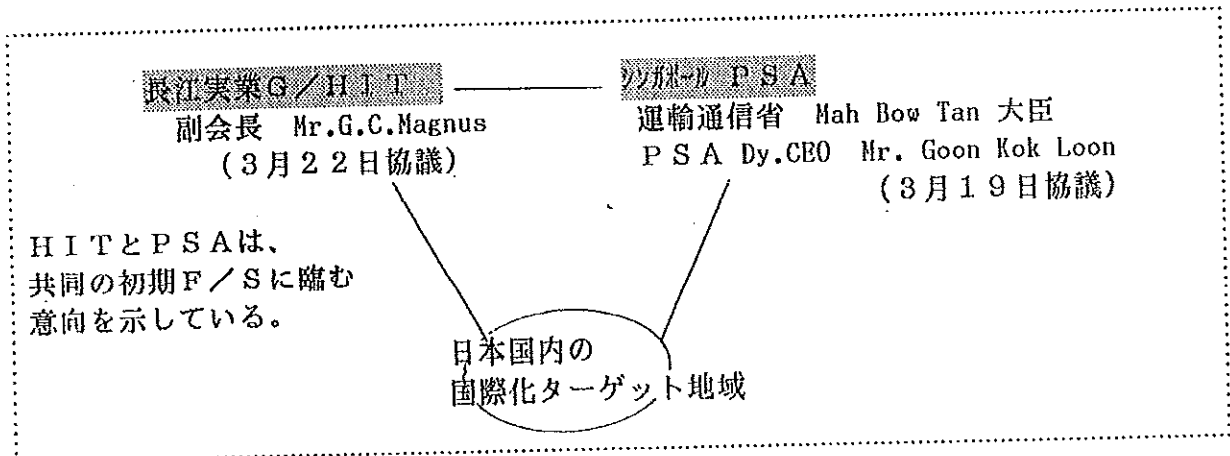 長江実業G/HIT
副会長 Mr.G.C.Magnus
(3月22日協議)
シンガポール PSA
運輸通信省 Mah Bow Tan 大臣
PSA Dy.CEO Mr. Goon Kok Loon
(3月19日協議)
HITとPSAは、
共同の初期F/Sに臨む
意向を示している。
日本国内の
国際化ターゲット地域